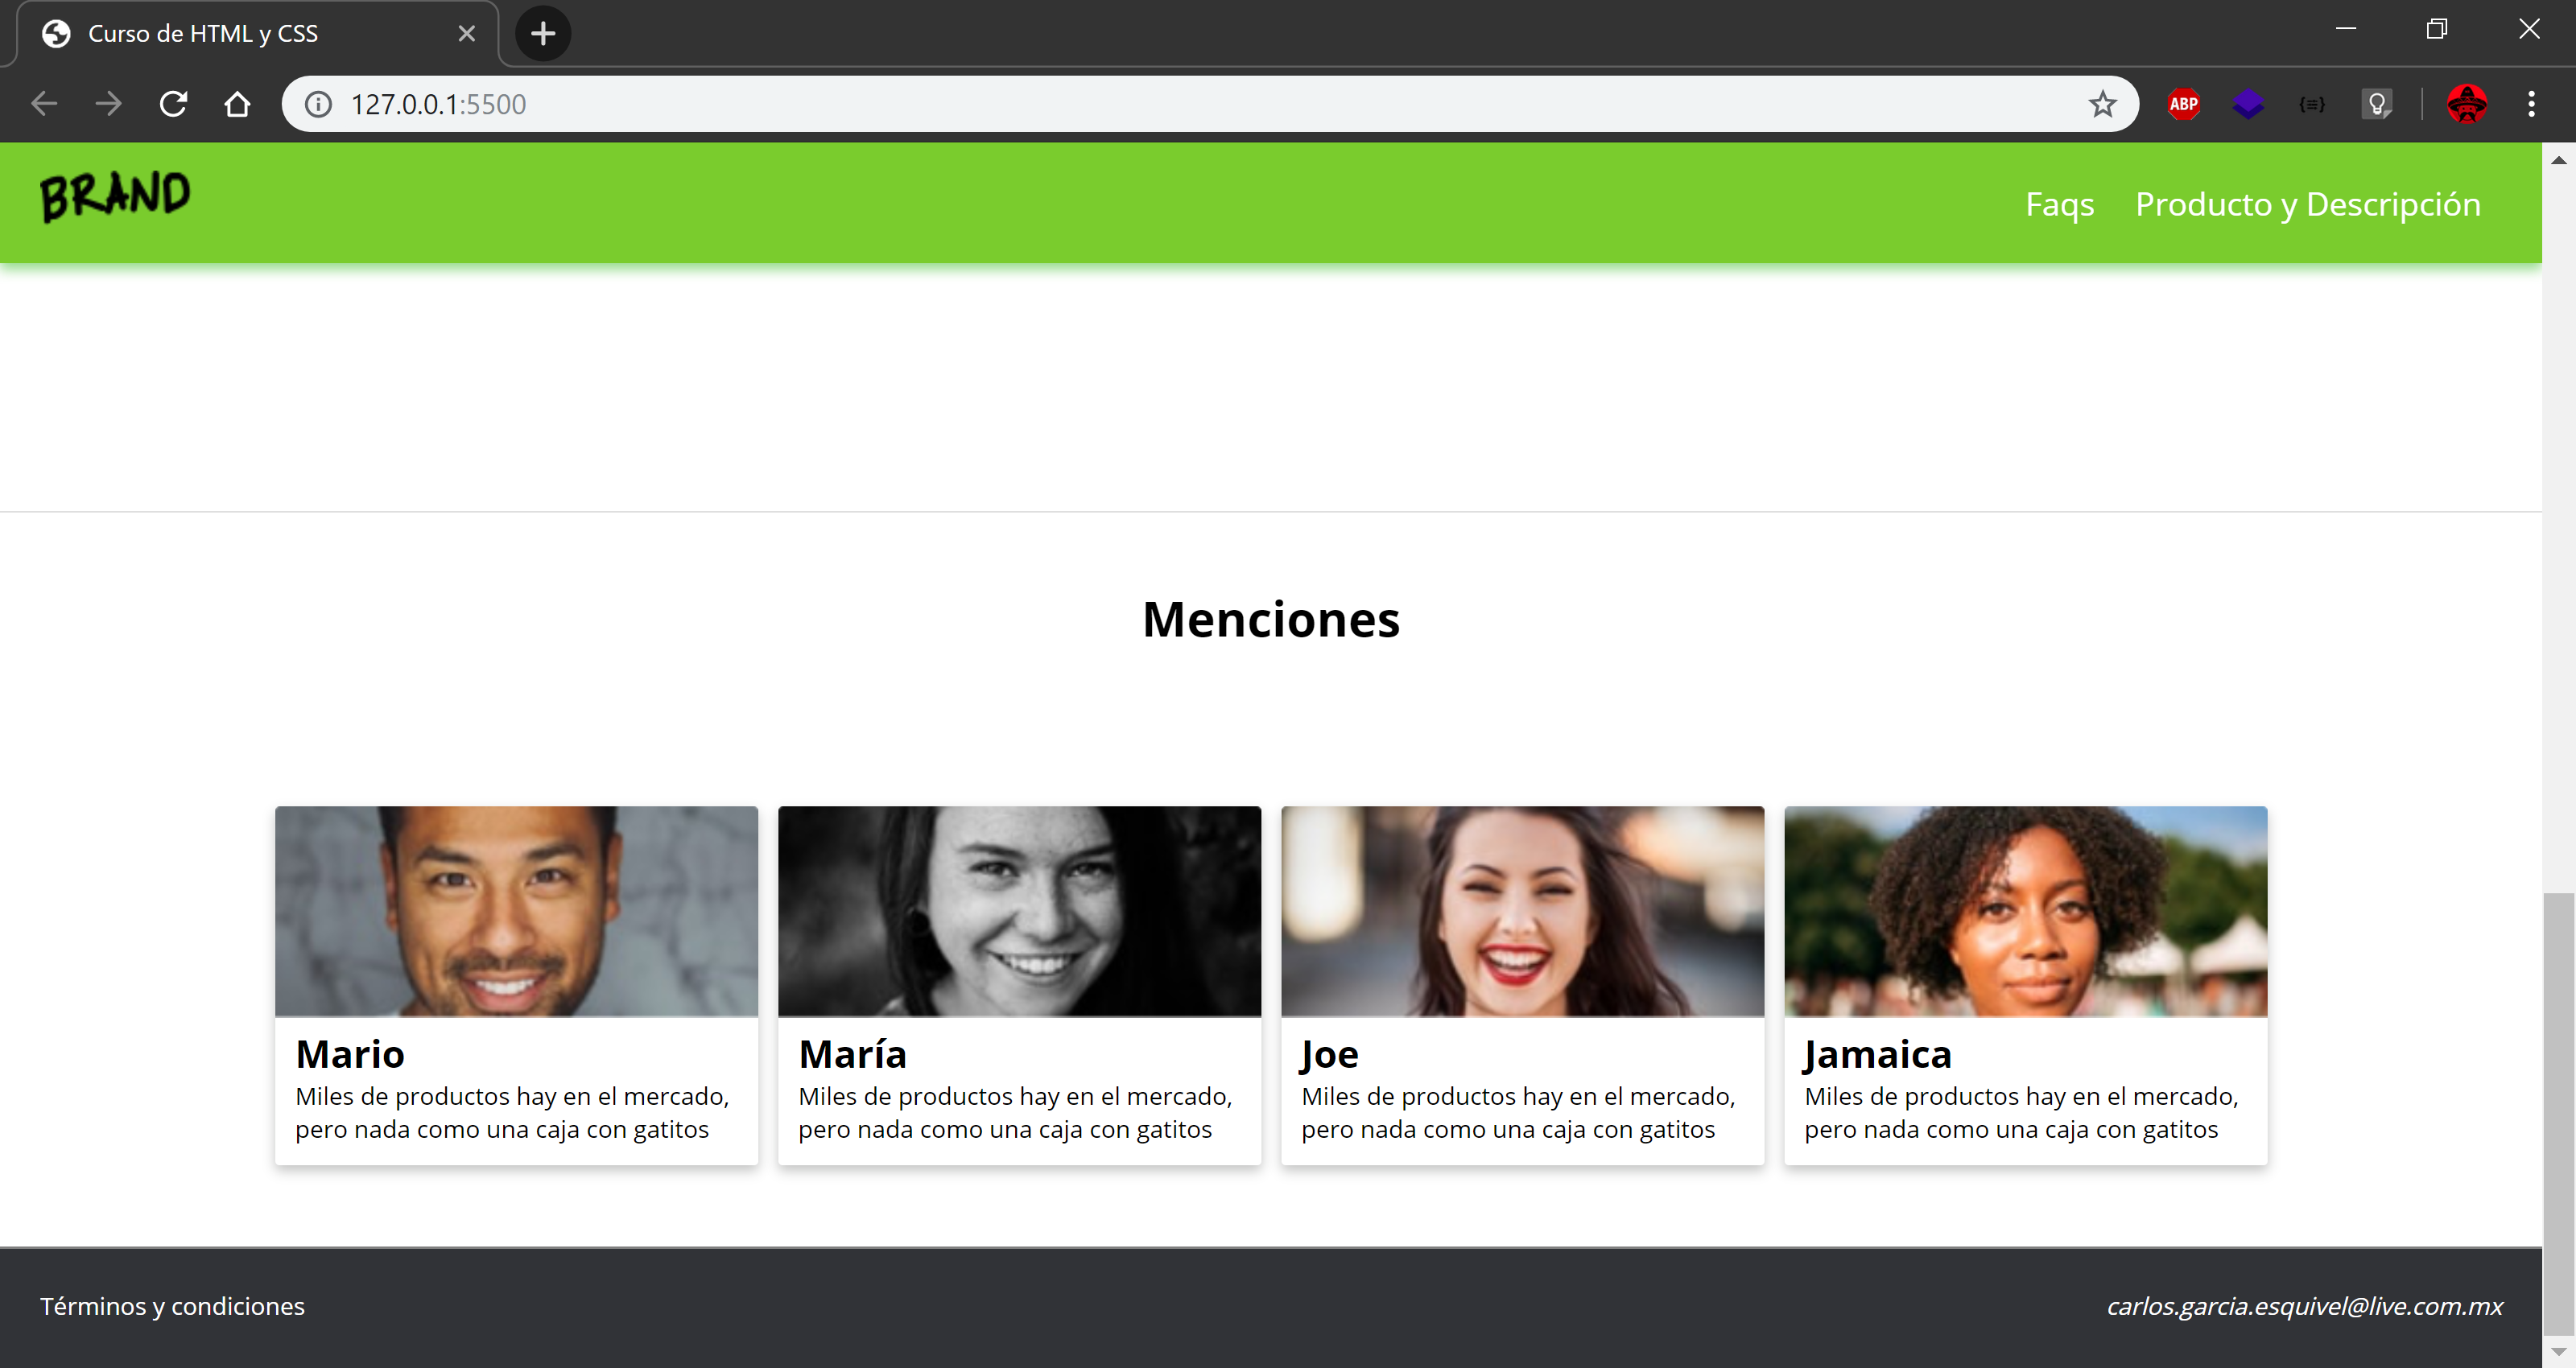 Curso de HTML y CSS
127.0.0.1:5500
ABP
BRAND
Faqs Producto y Descripción
Menciones
Mario
Miles de productos hay en el mercado,
pero nada como una caja con gatitos
María
Miles de productos hay en el mercado,
pero nada como una caja con gatitos
Joe
Miles de productos hay en el mercado,
pero nada como una caja con gatitos
Jamaica
Miles de productos hay en el mercado,
pero nada como una caja con gatitos
Términos y condiciones
carlos.garcia.esquivel@live.com.mx